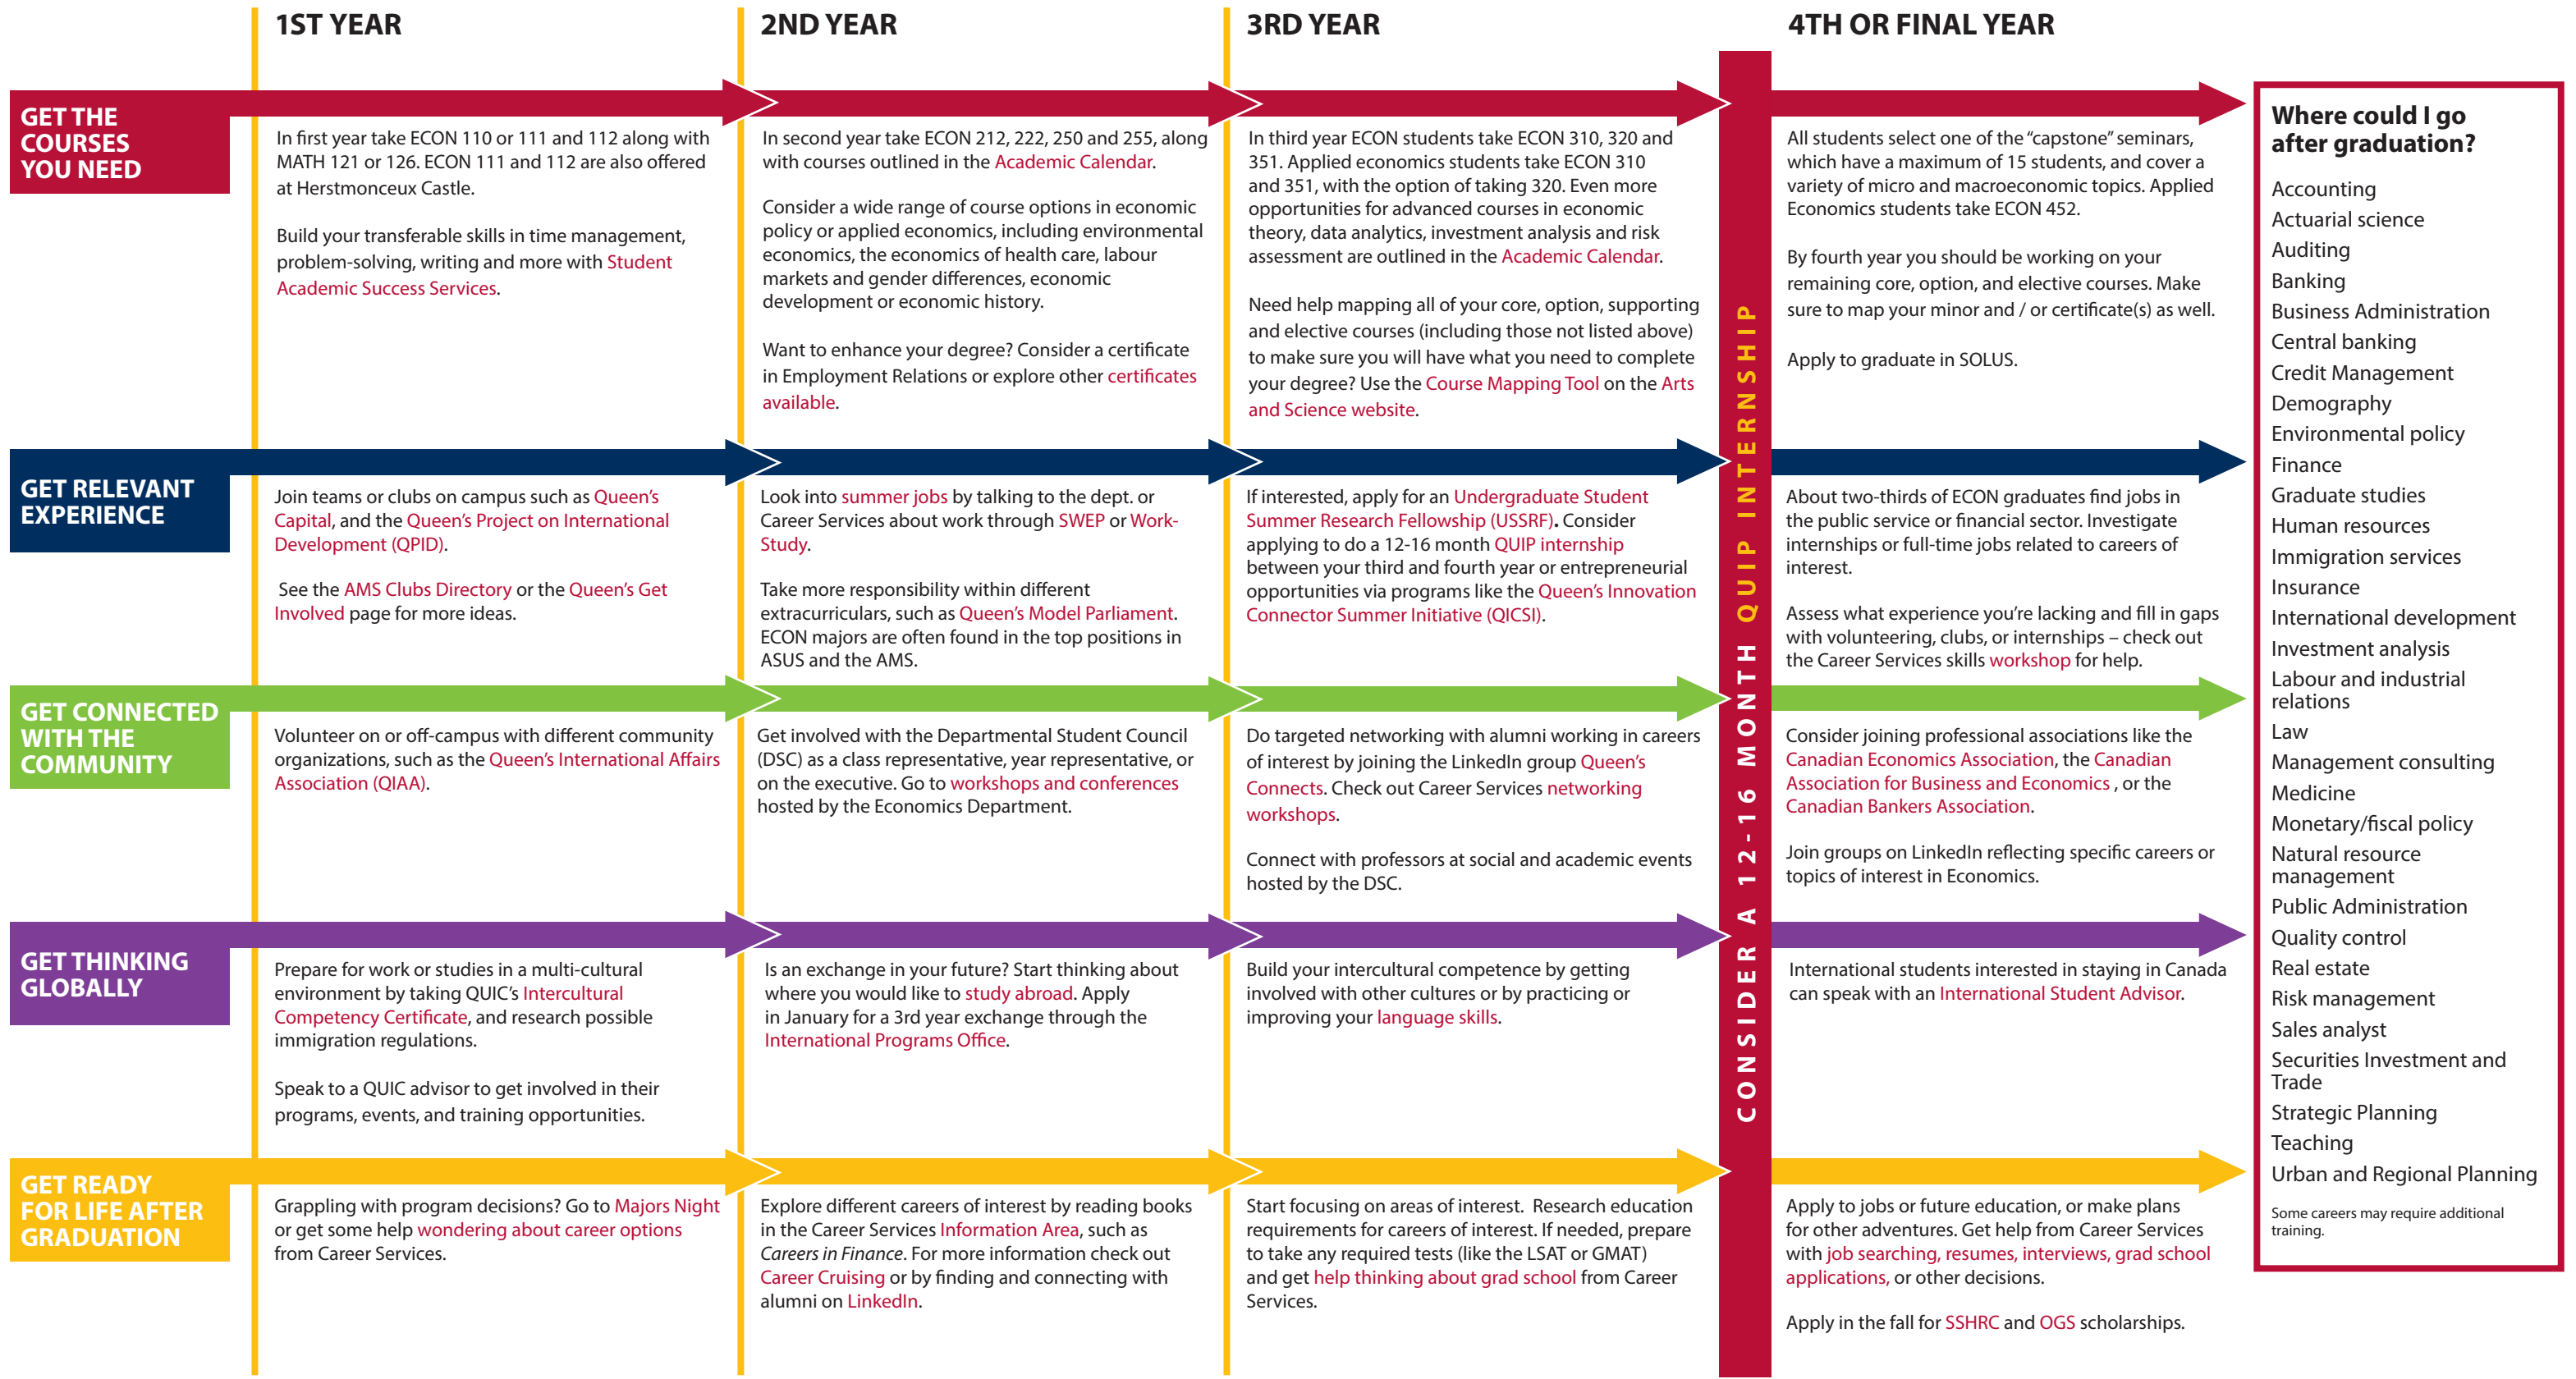 1ST YEAR
2ND YEAR
3RD YEAR
4TH OR FINAL YEAR
GET THE
COURSES
YOU NEED
In first year take ECON 110 or 111 and 112 along with
MATH 121 or 126. ECON 111 and 112 are also offered
at Herstmonceux Castle.
Build your transferable skills in time management,
problem-solving, writing and more with Student
Academic Success Services.
In second year take ECON 212, 222, 250 and 255, along
with courses outlined in the Academic Calendar.
Consider a wide range of course options in economic
policy or applied economics, including environmental
economics, the economics of health care, labour
markets and gender differences, economic
development or economic history.
Want to enhance your degree? Consider a certificate
in Employment Relations or explore other certificates
available.
In third year ECON students take ECON 310, 320 and
351. Applied economics students take ECON 310
and 351, with the option of taking 320. Even more
opportunities for advanced courses in economic
theory, data analytics, investment analysis and risk
assessment are outlined in the Academic Calendar.
Need help mapping all of your core, option, supporting
and elective courses (including those not listed above)
to make sure you will have what you need to complete
your degree? Use the Course Mapping Tool on the Arts
and Science website.
All students select one of the “capstone” seminars,
which have a maximum of 15 students, and cover a
variety of micro and macroeconomic topics. Applied
Economics students take ECON 452.
By fourth year you should be working on your
remaining core, option, and elective courses. Make
sure to map your minor and / or certificate(s) as well.
Apply to graduate in SOLUS.
GET RELEVANT
EXPERIENCE
Join teams or clubs on campus such as Queen’s
Capital, and the Queen’s Project on International
Development (QPID).
See the AMS Clubs Directory or the Queen’s Get
Involved page for more ideas.
Look into summer jobs by talking to the dept. or
Career Services about work through SWEP or Work-
Study.
Take more responsibility within different
extracurriculars, such as Queen’s Model Parliament.
ECON majors are often found in the top positions in
ASUS and the AMS.
If interested, apply for an Undergraduate Student
Summer Research Fellowship (USSRF). Consider
applying to do a 12-16 month QUIP internship
between your third and fourth year or entrepreneurial
opportunities via programs like the Queen’s Innovation
Connector Summer Initiative (QICSI).
About two-thirds of ECON graduates find jobs in
the public service or financial sector. Investigate
internships or full-time jobs related to careers of
interest.
Assess what experience you’re lacking and fill in gaps
with volunteering, clubs, or internships – check out
the Career Services skills workshop for help.
GET CONNECTED
WITH THE
COMMUNITY
Volunteer on or off-campus with different community
organizations, such as the Queen’s International Affairs
Association (QIAA).
Get involved with the Departmental Student Council
(DSC) as a class representative, year representative, or
on the executive. Go to workshops and conferences
hosted by the Economics Department.
Do targeted networking with alumni working in careers
of interest by joining the LinkedIn group Queen’s
Connects. Check out Career Services networking
workshops.
Connect with professors at social and academic events
hosted by the DSC.
Consider joining professional associations like the
Canadian Economics Association, the Canadian
Association for Business and Economics , or the
Canadian Bankers Association.
Join groups on LinkedIn reflecting specific careers or
topics of interest in Economics.
GET THINKING
GLOBALLY
Prepare for work or studies in a multi-cultural
environment by taking QUIC’s Intercultural
Competency Certificate, and research possible
immigration regulations.
Speak to a QUIC advisor to get involved in their
programs, events, and training opportunities.
Is an exchange in your future? Start thinking about
where you would like to study abroad. Apply
in January for a 3rd year exchange through the
International Programs Office.
Build your intercultural competence by getting
involved with other cultures or by practicing or
improving your language skills.
International students interested in staying in Canada
can speak with an International Student Advisor.
GET READY
FOR LIFE AFTER
GRADUATION
Grappling with program decisions? Go to Majors Night
or get some help wondering about career options
from Career Services.
Explore different careers of interest by reading books
in the Career Services Information Area, such as
Careers in Finance. For more information check out
Career Cruising or by finding and connecting with
alumni on LinkedIn.
Start focusing on areas of interest. Research education
requirements for careers of interest. If needed, prepare
to take any required tests (like the LSAT or GMAT)
and get help thinking about grad school from Career
Services.
Apply to jobs or future education, or make plans
for other adventures. Get help from Career Services
with job searching, resumes, interviews, grad school
applications, or other decisions.
Apply in the fall for SSHRC and OGS scholarships.
CONSIDER A 12-16 MONTH QUIP INTERNSHIP
Where could I go
after graduation?
Accounting
Actuarial science
Auditing
Banking
Business Administration
Central banking
Credit Management
Demography
Environmental policy
Finance
Graduate studies
Human resources
Immigration services
Insurance
International development
Investment analysis
Labour and industrial
relations
Law
Management consulting
Medicine
Monetary/fiscal policy
Natural resource
management
Public Administration
Quality control
Real estate
Risk management
Sales analyst
Securities Investment and
Trade
Strategic Planning
Teaching
Urban and Regional Planning
Some careers may require additional
training.